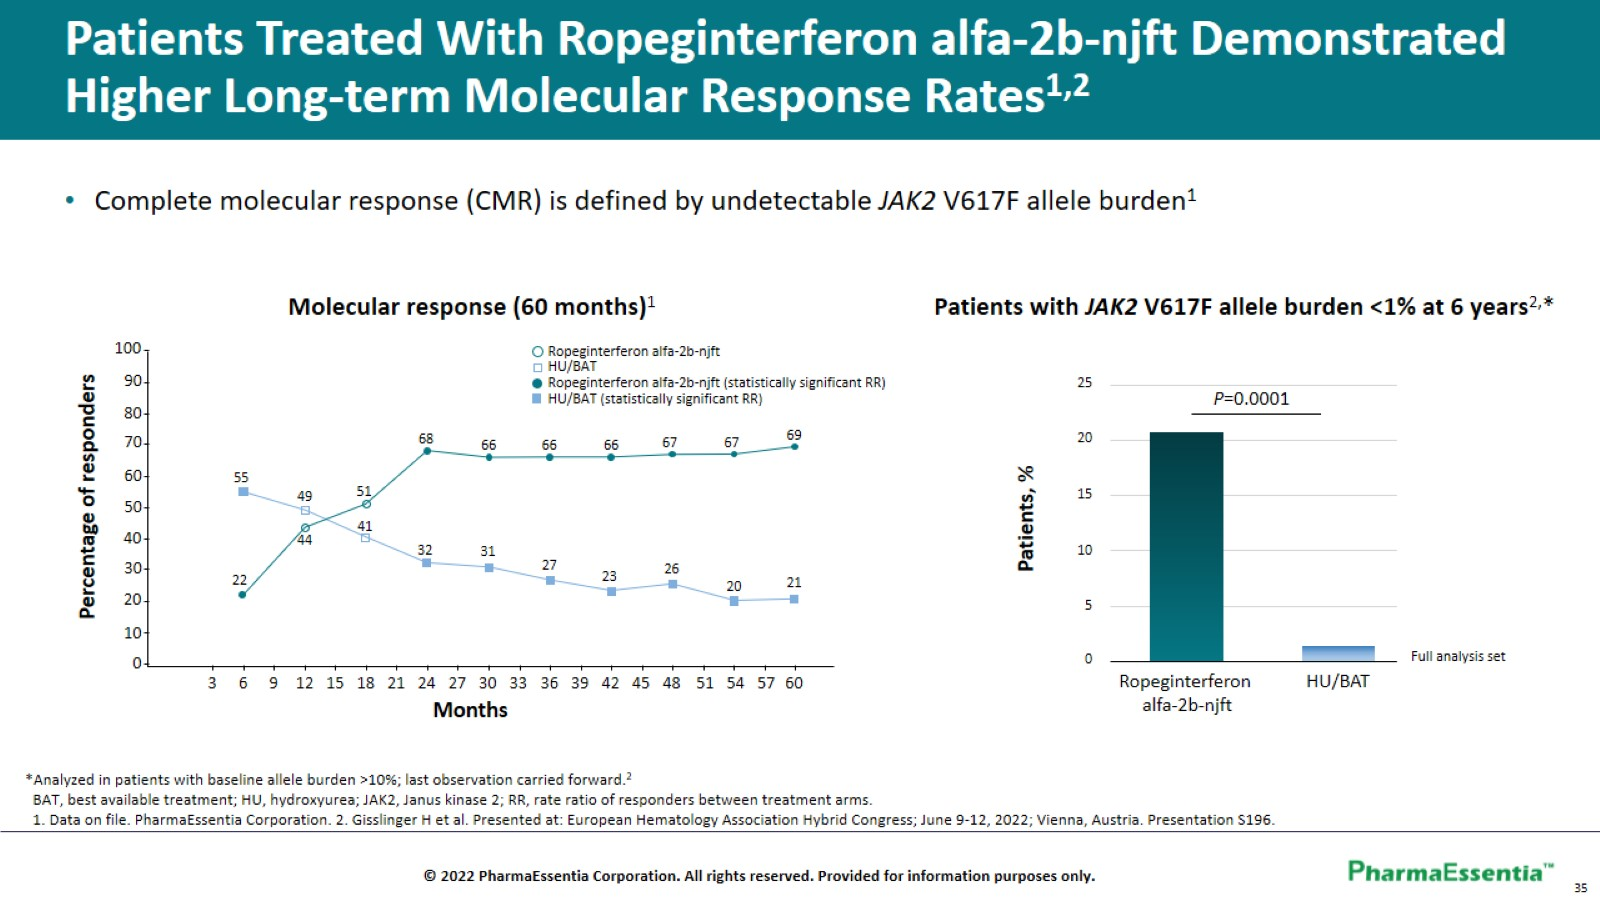 Patients Treated With Ropeginterferon alfa-2b-njft Demonstrated
Higher Long-term Molecular Response Rates1,2
• Complete molecular response (CMR) is defined by undetectable JAK2 V617F allele burden1
Molecular response (60 months)1
Ropeginterferon alfa-2b-njft
HU/BAT
Ropeginterferon alfa-2b-njft (statistically significant RR)
HU/BAT (statistically significant RR)
Percentage of responders
100
90
80
70
60
50
40
30
20
10
0
55
49
51
68
66
66
66
67
67
69
22
44
41
32
31
27
23
26
20
21
3 6 9 12 15 18 21 24 27 30 33 36 39 42 45 48 51 54 57 60
Months
Patients with JAK2 V617F allele burden <1% at 6 years2,*
Patients, %
25
20
15
10
5
0
P=0.0001
Full analysis set
Ropeginterferon
alfa-2b-njft
HU/BAT
*Analyzed in patients with baseline allele burden >10%; last observation carried forward.2
BAT, best available treatment; HU, hydroxyurea; JAK2, Janus kinase 2; RR, rate ratio of responders between treatment arms.
1. Data on file. PharmaEssentia Corporation. 2. Gisslinger H et al. Presented at: European Hematology Association Hybrid Congress; June 9-12, 2022; Vienna, Austria. Presentation S196.
© 2022 PharmaEssentia Corporation. All rights reserved. Provided for information purposes only.
PharmaEssentia™
35